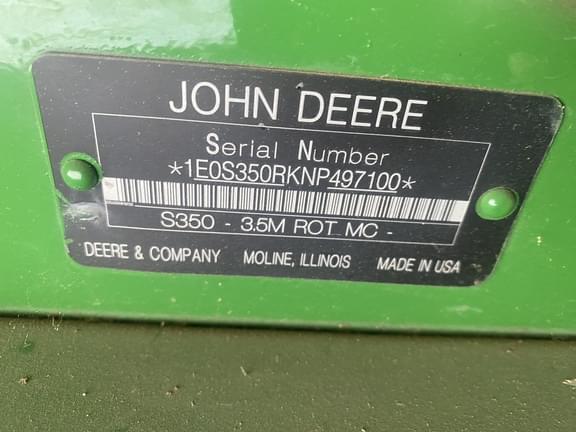 JOHN DEERE
Serial Number
*1E0S350RKNP497100*
S350 - 3.5M ROT MC -
DEERE & COMPANY MOLINE, ILLINOIS MADE IN USA